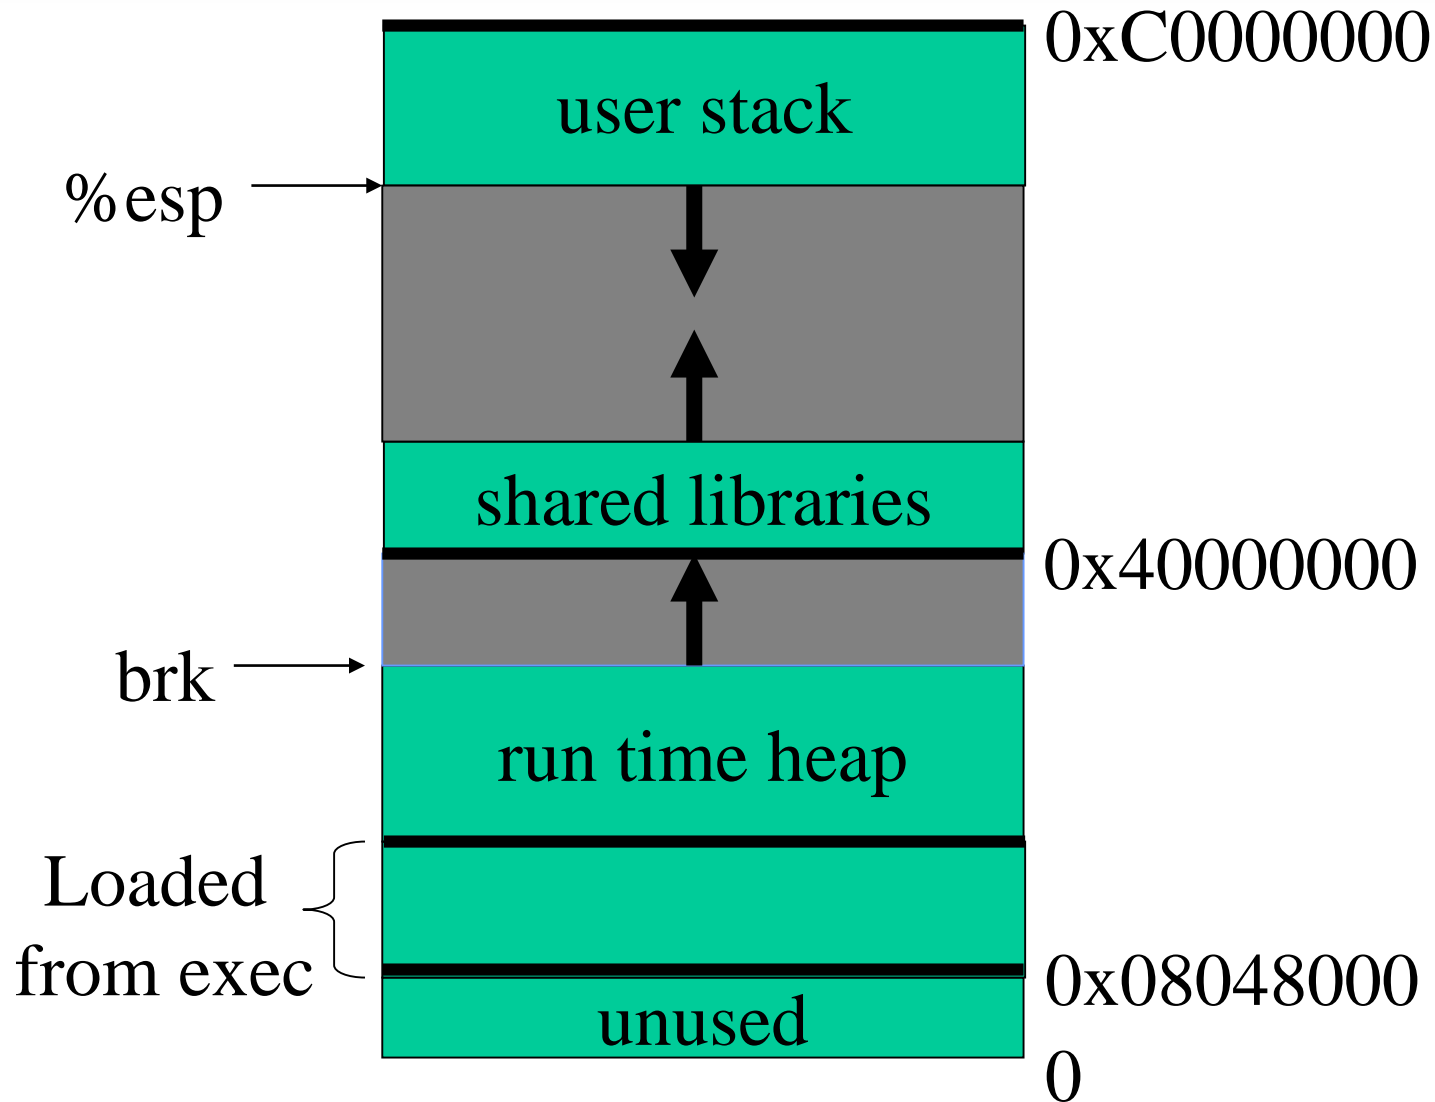 0xC0000000
user stack
%esp
shared libraries
0x40000000
brk
run time heap
Loaded
from exec
0x08048000
unused
0